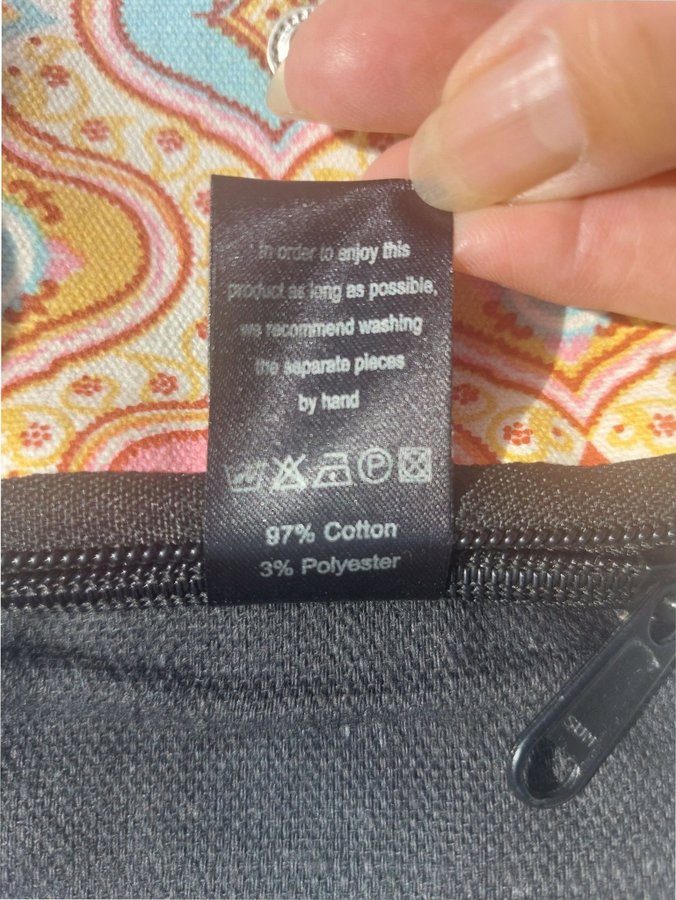 In order to enjoy this
product as long as possible,
we recommend washing
the separate pieces
by hand
P
97% Cotton
3% Polyester